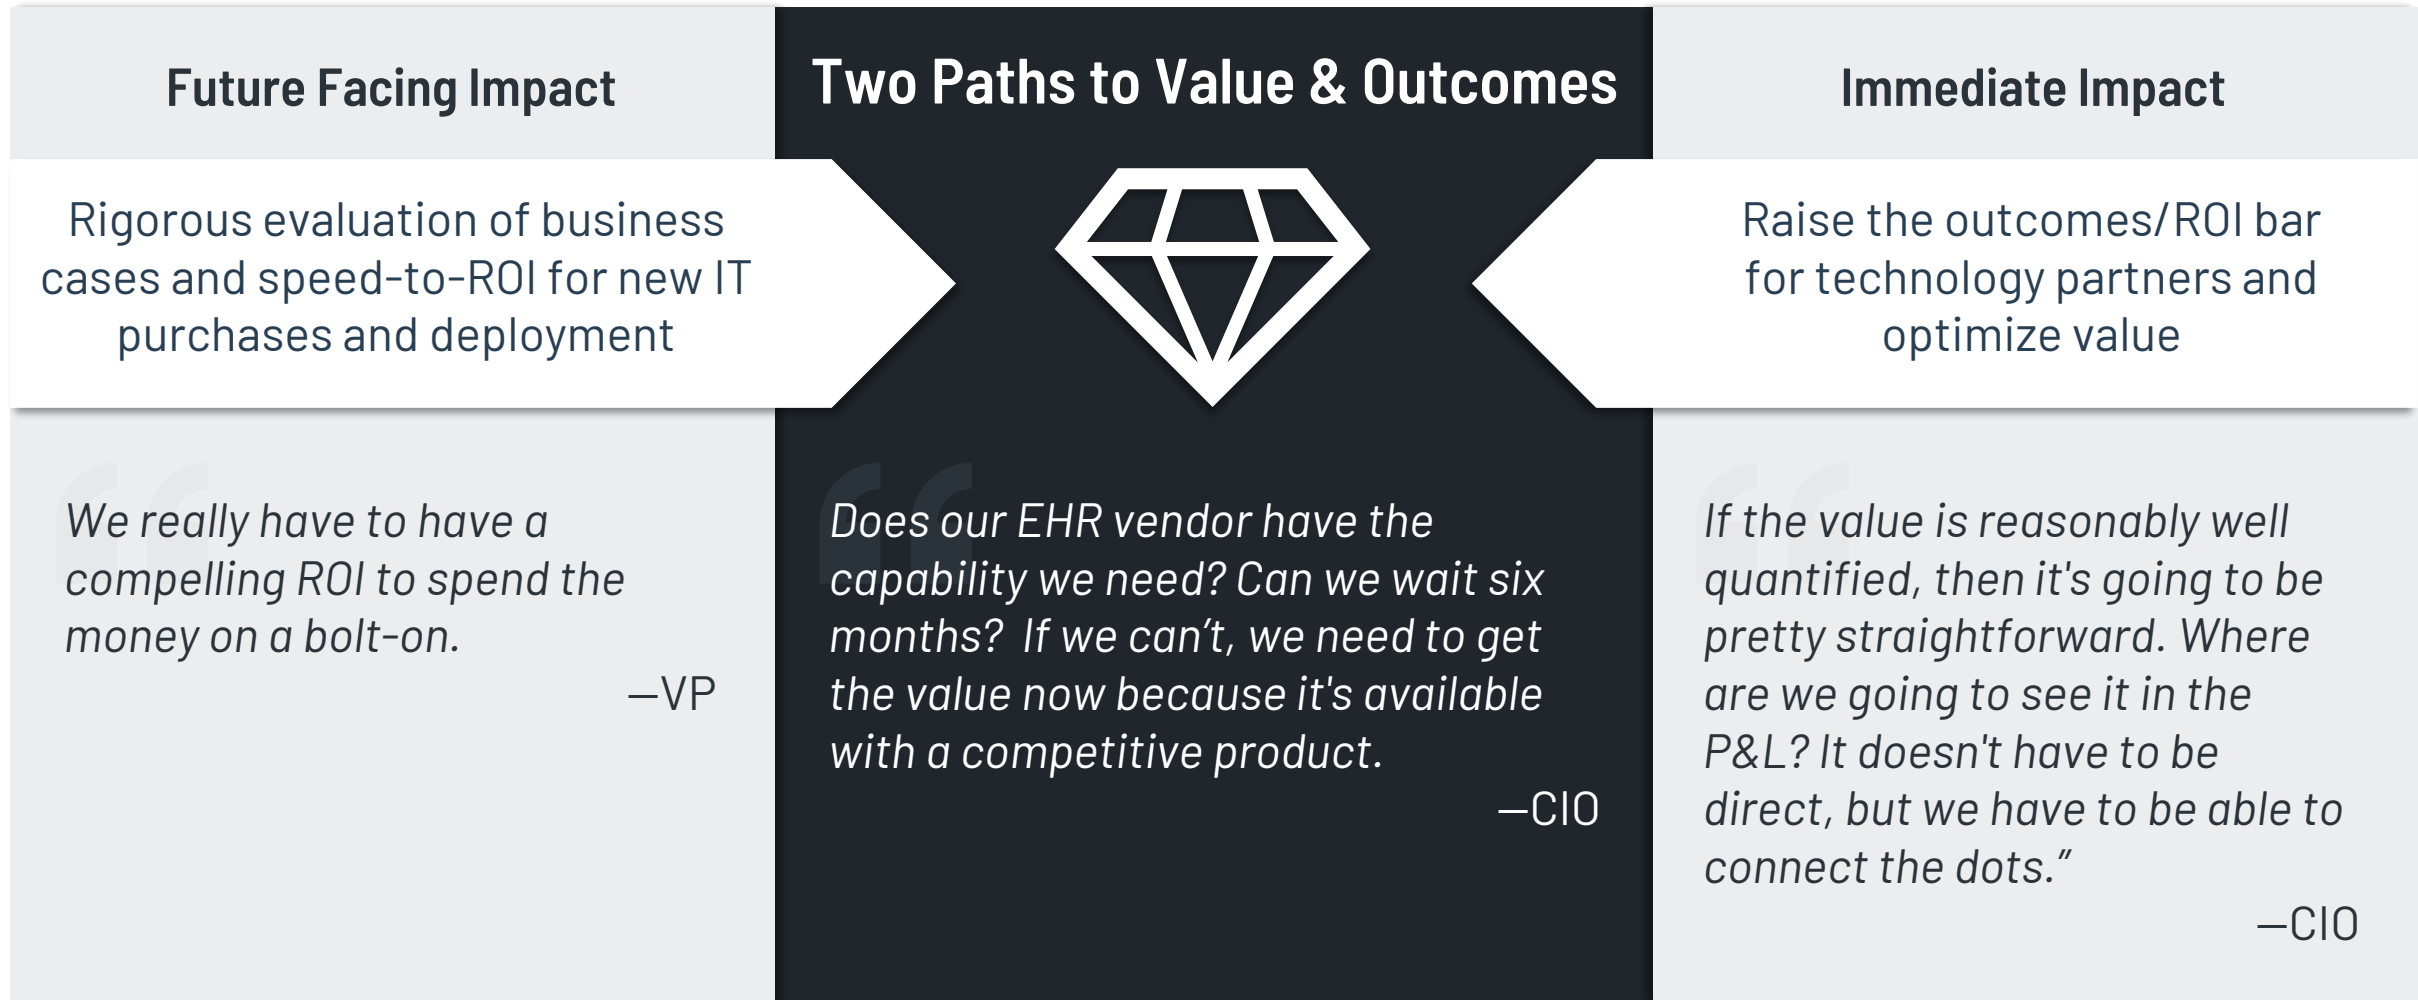 Future Facing Impact
Rigorous evaluation of business
cases and speed-to-ROI for new IT
purchases and deployment
“
We really have to have a
compelling ROI to spend the
money on a bolt-on.
—VP
Two Paths to Value & Outcomes
“
Does our EHR vendor have the
capability we need? Can we wait six
months?  If we can’t, we need to get
the value now because it's available
with a competitive product.
—CIO
Immediate Impact
Raise the outcomes/ROI bar
for technology partners and
optimize value
“
If the value is reasonably well
quantified, then it's going to be
pretty straightforward. Where
are we going to see it in the
P&L? It doesn't have to be
direct, but we have to be able to
connect the dots.”
—CIO